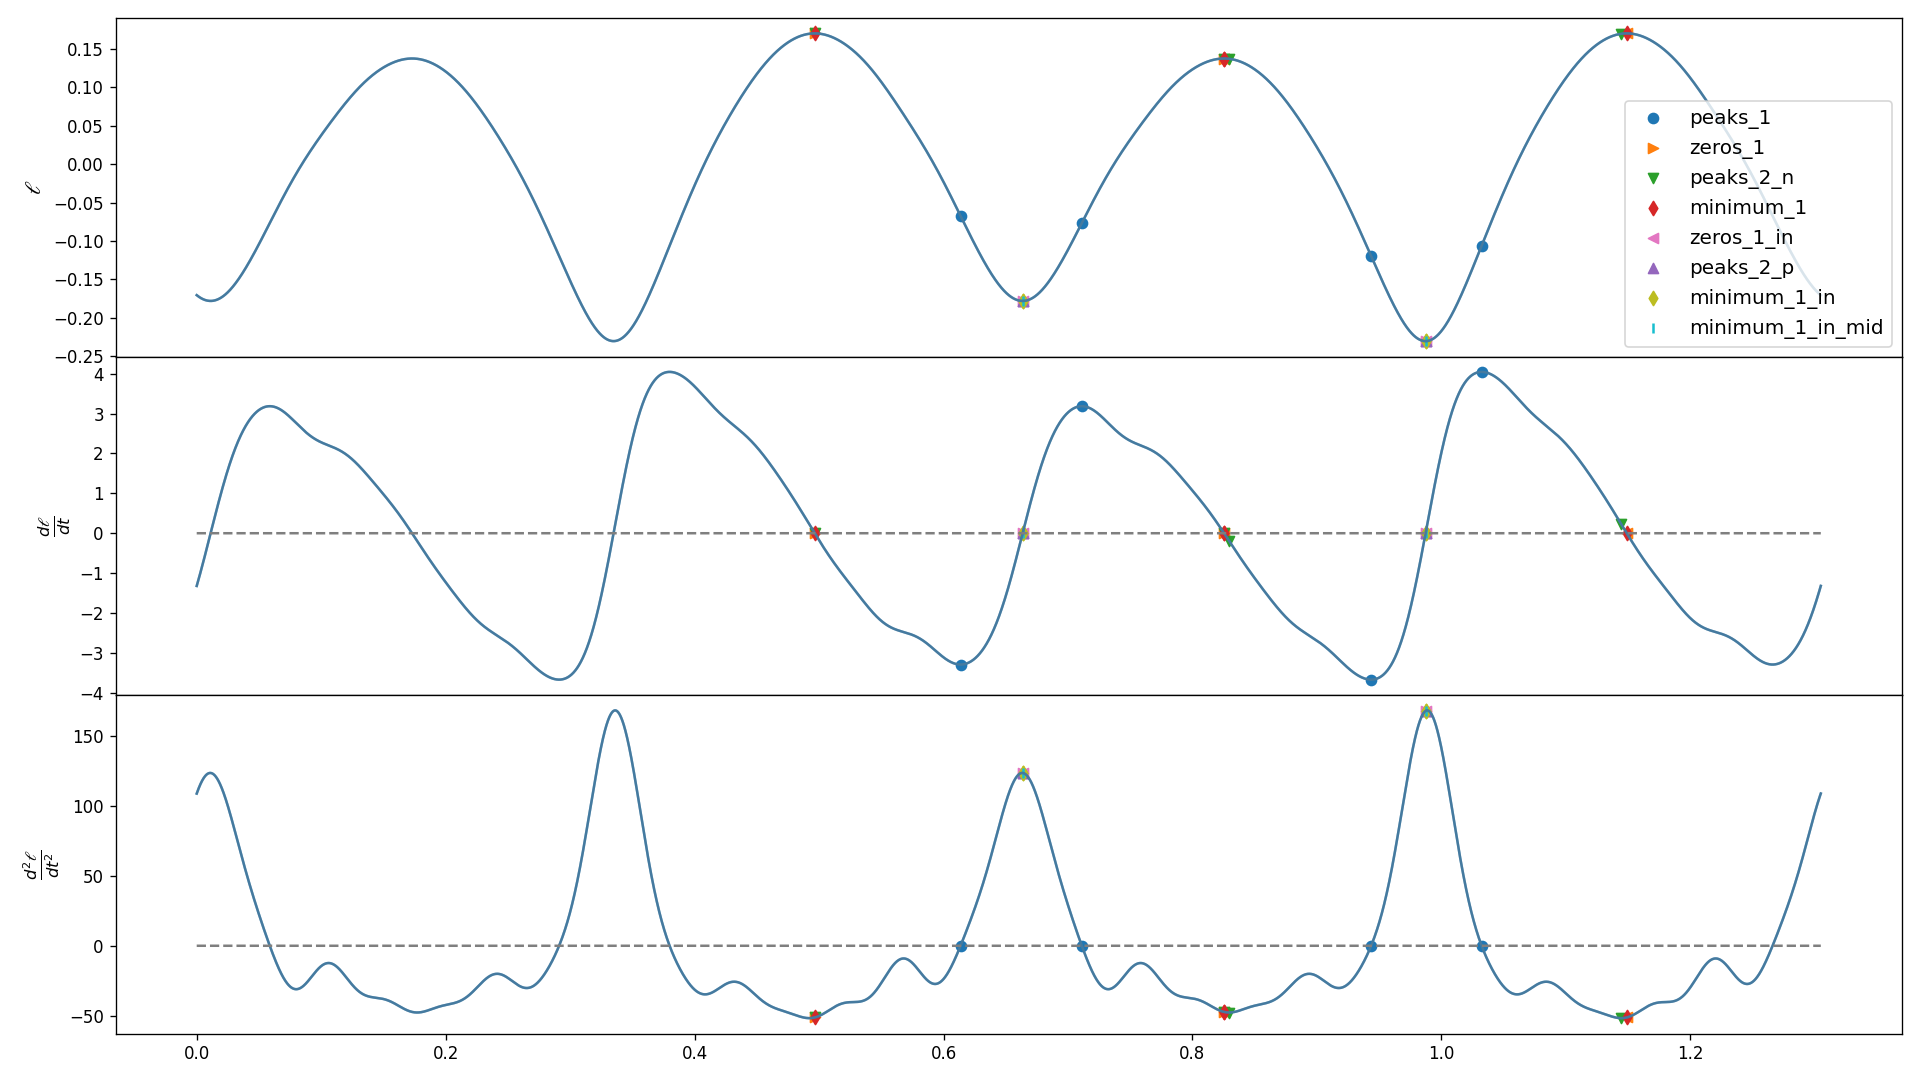 0.15
0.10
0.05
0.00
−0.05
−0.10
−0.15
−0.20
−0.25
ℓ
peaks_1
zeros_1
peaks_2_n
minimum_1
zeros_1_in
peaks_2_p
minimum_1_in
minimum_1_in_mid
4
3
2
1
0
−1
−2
−3
−4
dℓ
dt
150
100
50
0
−50
d²ℓ
dt²
0.0 0.2 0.4 0.6 0.8 1.0 1.2